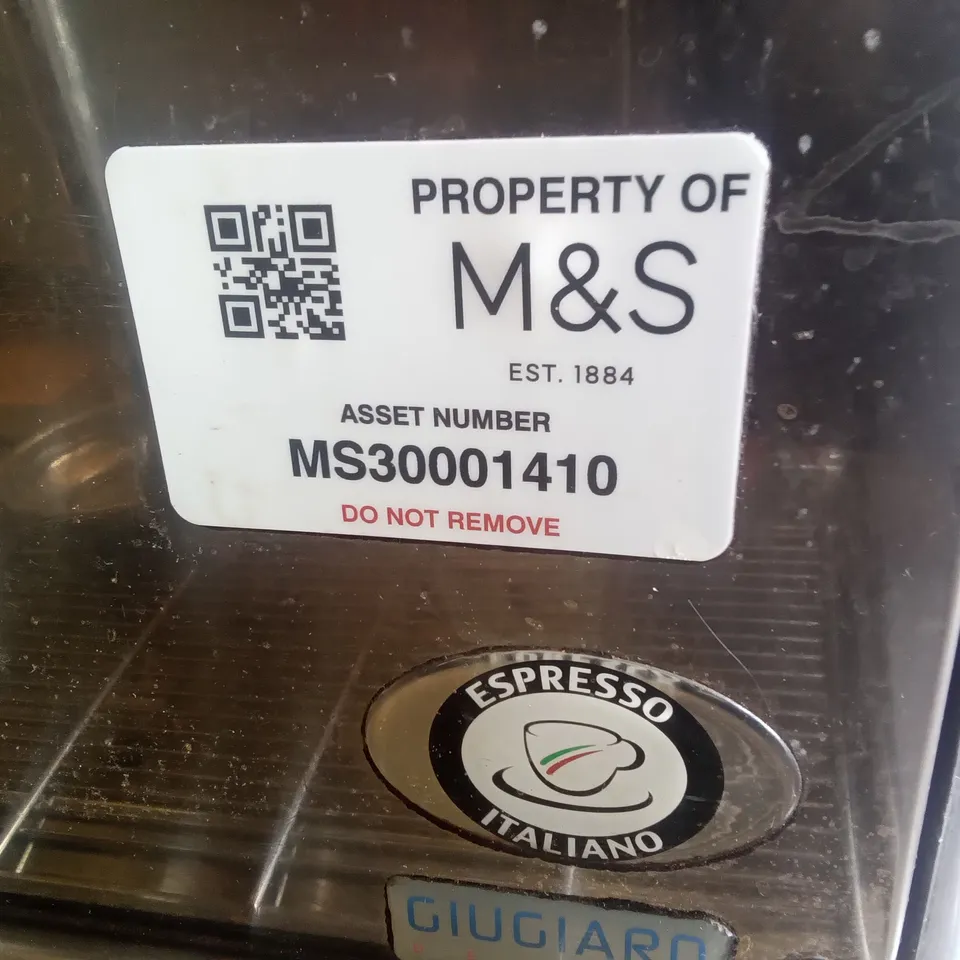 PROPERTY OF
M&S
EST. 1884
ASSET NUMBER
MS30001410
DO NOT REMOVE
ESPRESSO
ITALIANO
GIUGIARO